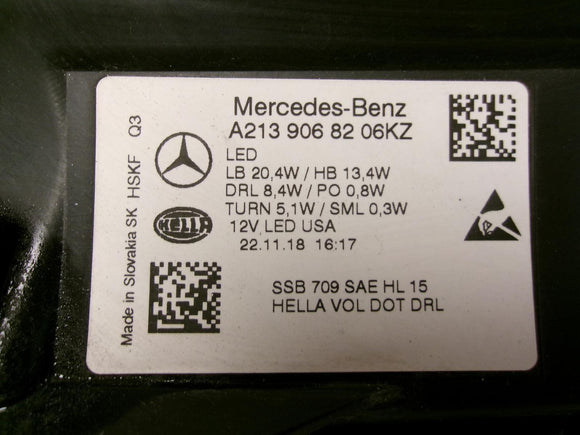 Mercedes-Benz
A213 906 82 06KZ
LED
LB 20,4W / HB 13,4W
DRL 8,4W / PO 0,8W
TURN 5,1W / SML 0,3W
12V, LED USA
22.11.18 16:17
SSB 709 SAE HL 15
HELLA VOL DOT DRL
HELLA
Made in Slovakia SK HSKF Q3